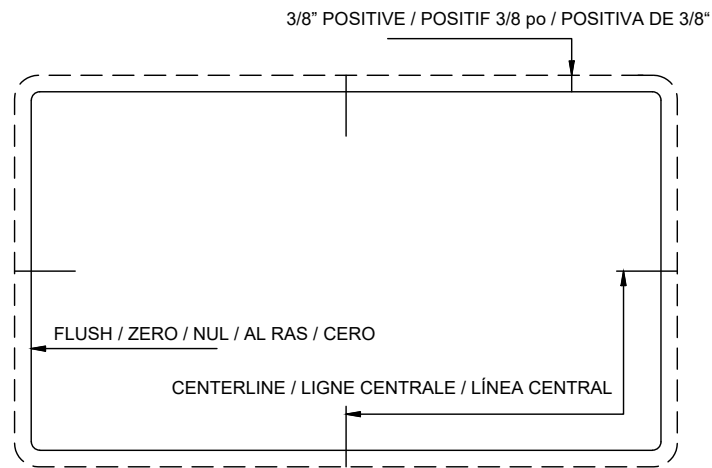 3/8” POSITIVE / POSITIF 3/8 po / POSITIVA DE 3/8“
FLUSH / ZERO / NUL / AL RAS / CERO
CENTERLINE / LIGNE CENTRALE / LÍNEA CENTRAL